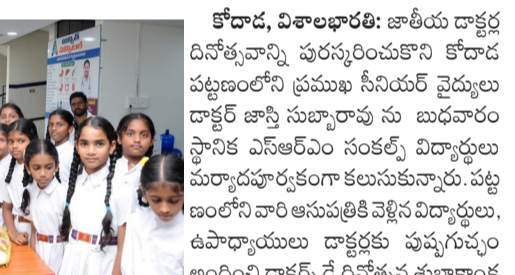 కోదాడ, విశాలభారతి: జాతీయ డాక్టర్ల
దినోత్సవాన్ని పురస్కరించుకొని కోదాడ
పట్టణంలోని ప్రముఖ సీనియర్ వైద్యులు
డాక్టర్ జాస్తి సుబ్బారావు ను బుధవారం
స్థానిక ఎస్ఆర్ఎం సంకల్ప్ విద్యార్థులు
మర్యాదపూర్వకంగా కలుసుకున్నారు. పట్ట
ణంలోని వారి ఆసుపత్రికి వెళ్లిన విద్యార్థులు,
ఉపాధ్యాయులు డాక్టర్లకు పుష్పగుచ్ఛం